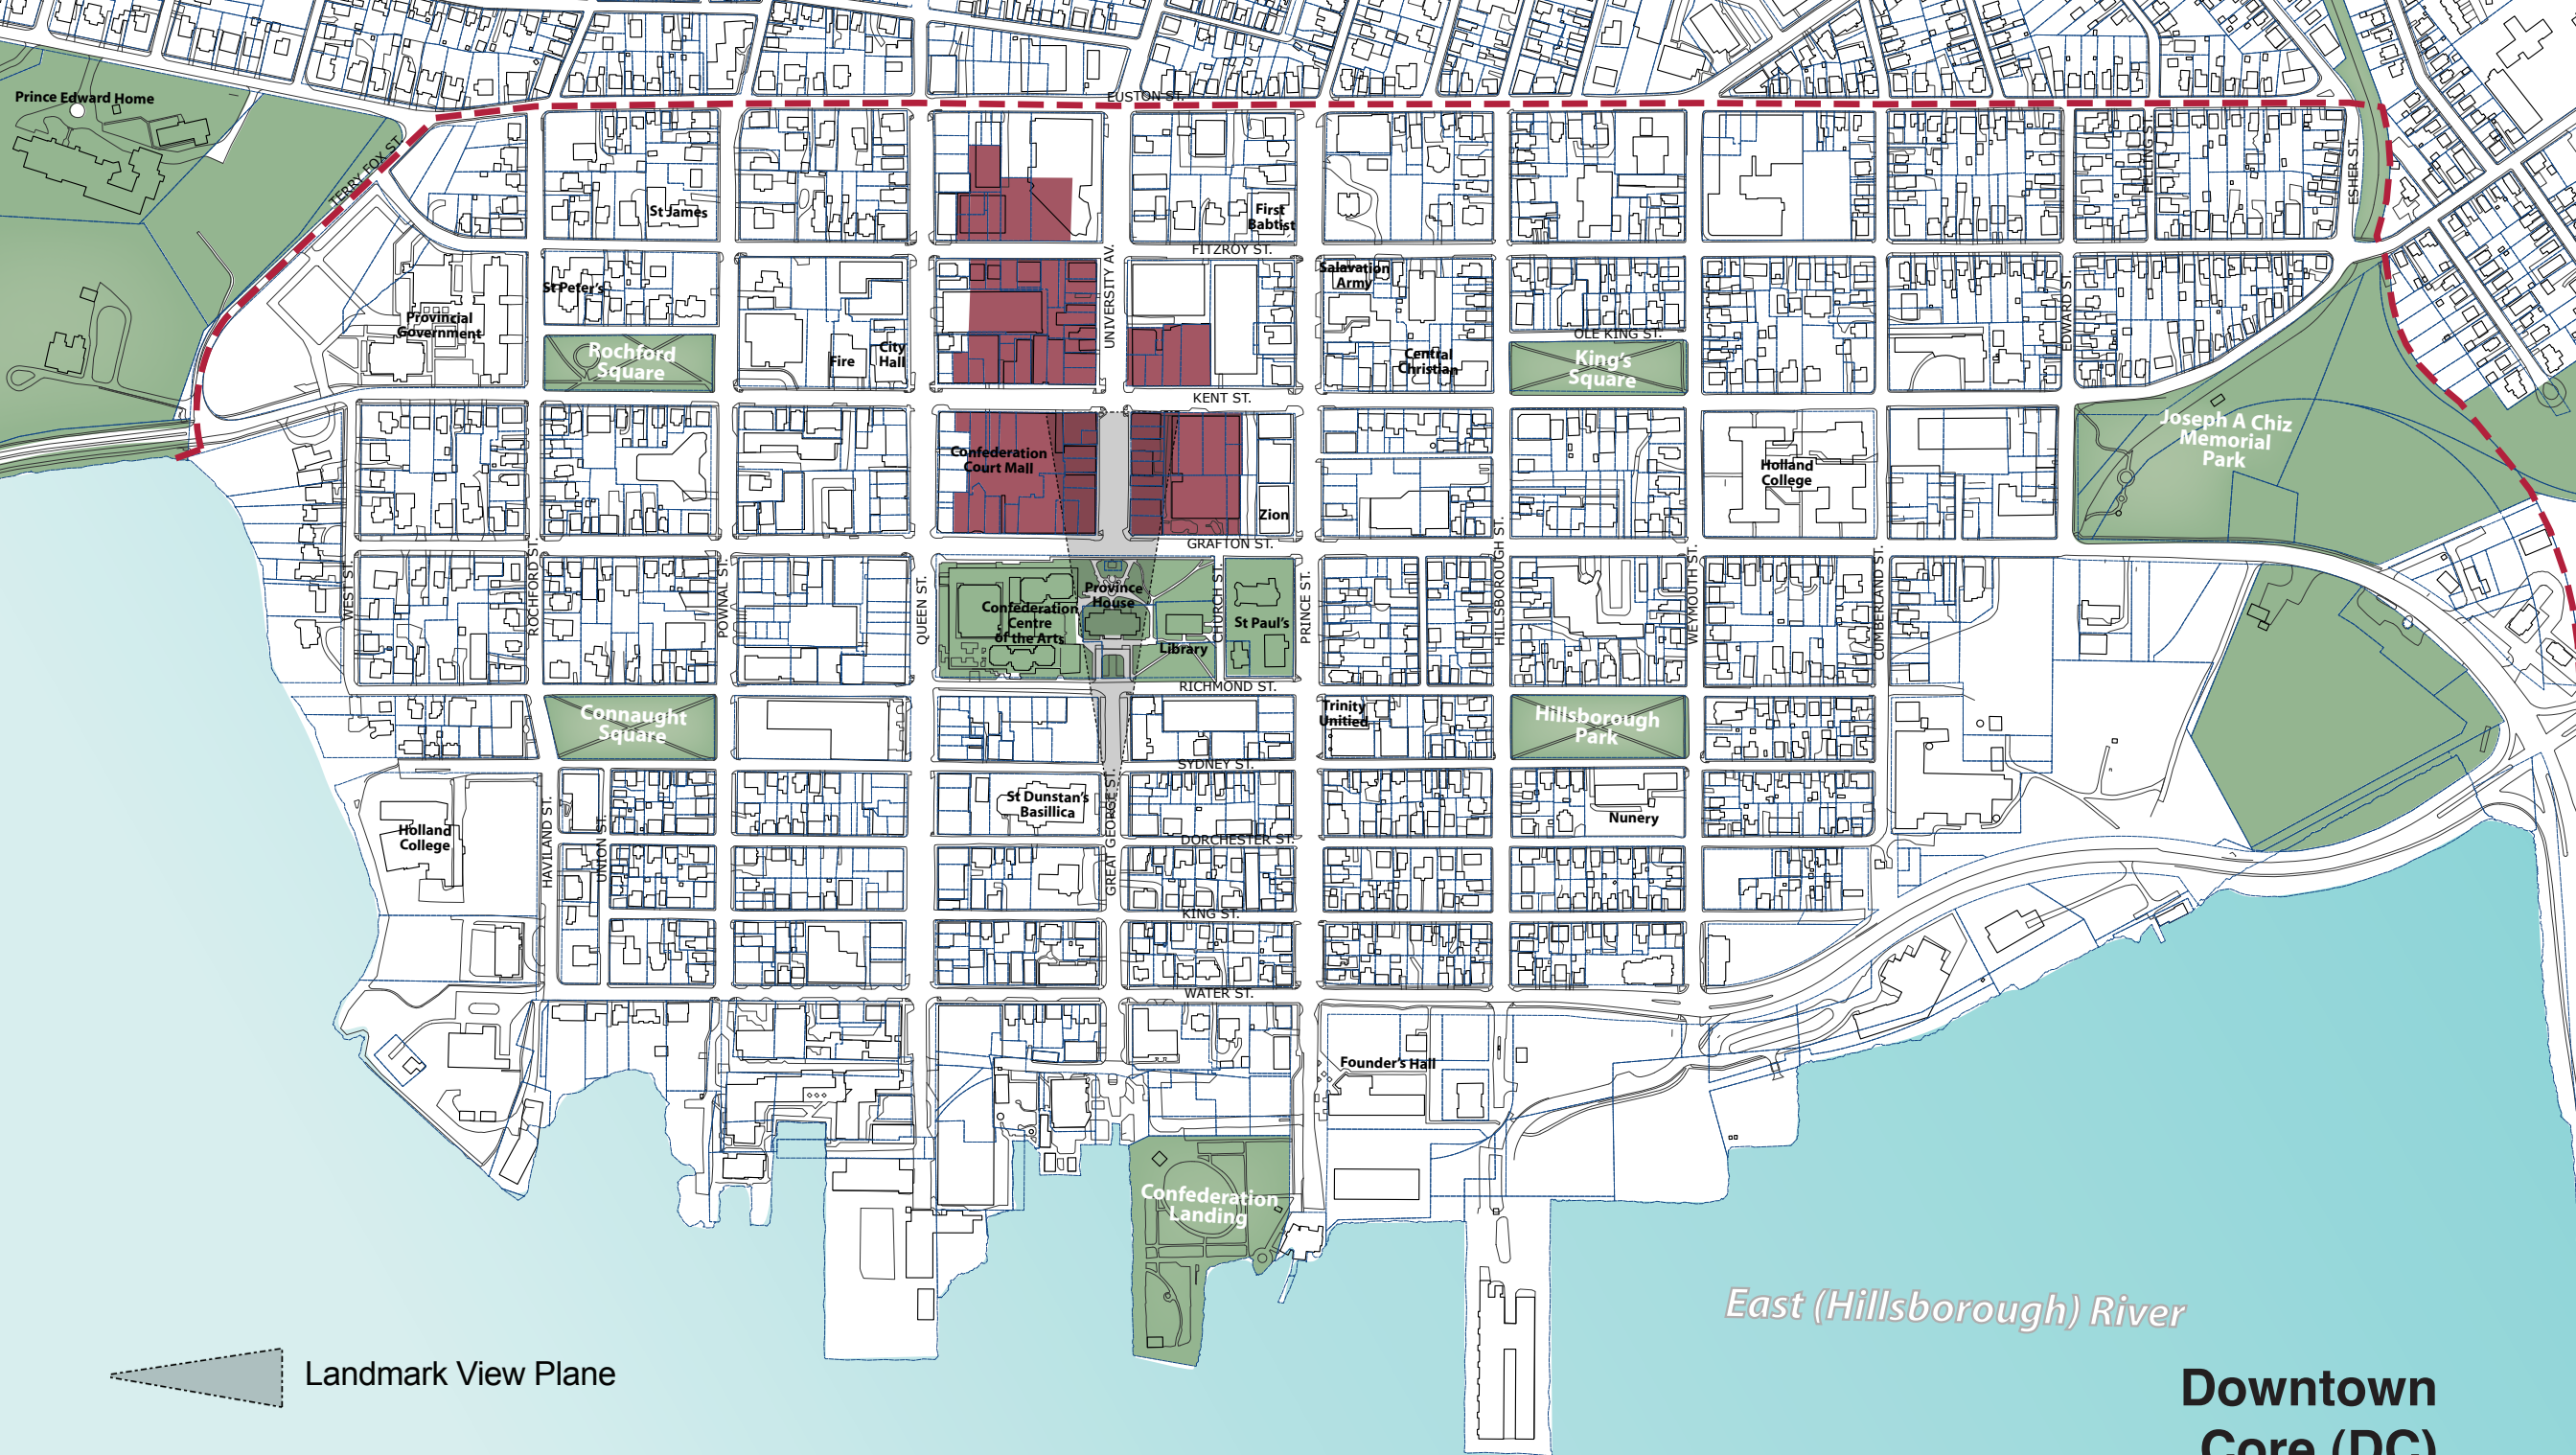 EUSTON ST.
Prince Edward Home
TERRY FOX ST.
PELLING ST.
ESHER ST.
St James
First
Babtist
FITZROY ST.
UNIVERSITY AV.
Salavation
Army
St Peter's
Provincial
Government
EDWARD ST.
OLE KING ST.
Rochford
Square
Fire
City
Hall
Central
Christian
King's
Square
KENT ST.
Joseph A Chiz
Memorial
Park
Confederation
Court Mall
Holland
College
Zion
GRAFTON ST.
WEST ST.
ROCHFORD ST.
POWNAL ST.
QUEEN ST.
CHURCH ST.
PRINCE ST.
HILLSBOROUGH ST.
WEYMOUTH ST.
CUMBERLAND ST.
Province
House
Confederation
Centre
of the Arts
St Paul's
Library
RICHMOND ST.
Connaught
Square
Trinity
Unitied
Hillsborough
Park
SYDNEY ST.
St Dunstan's
Basillica
GREAT GEORGE ST.
Nunery
Holland
College
HAVILAND ST.
UNION ST.
DORCHESTER ST.
KING ST.
WATER ST.
Founder's Hall
Confederation
Landing
East (Hillsborough) River
Landmark View Plane
Downtown
Core (DC)